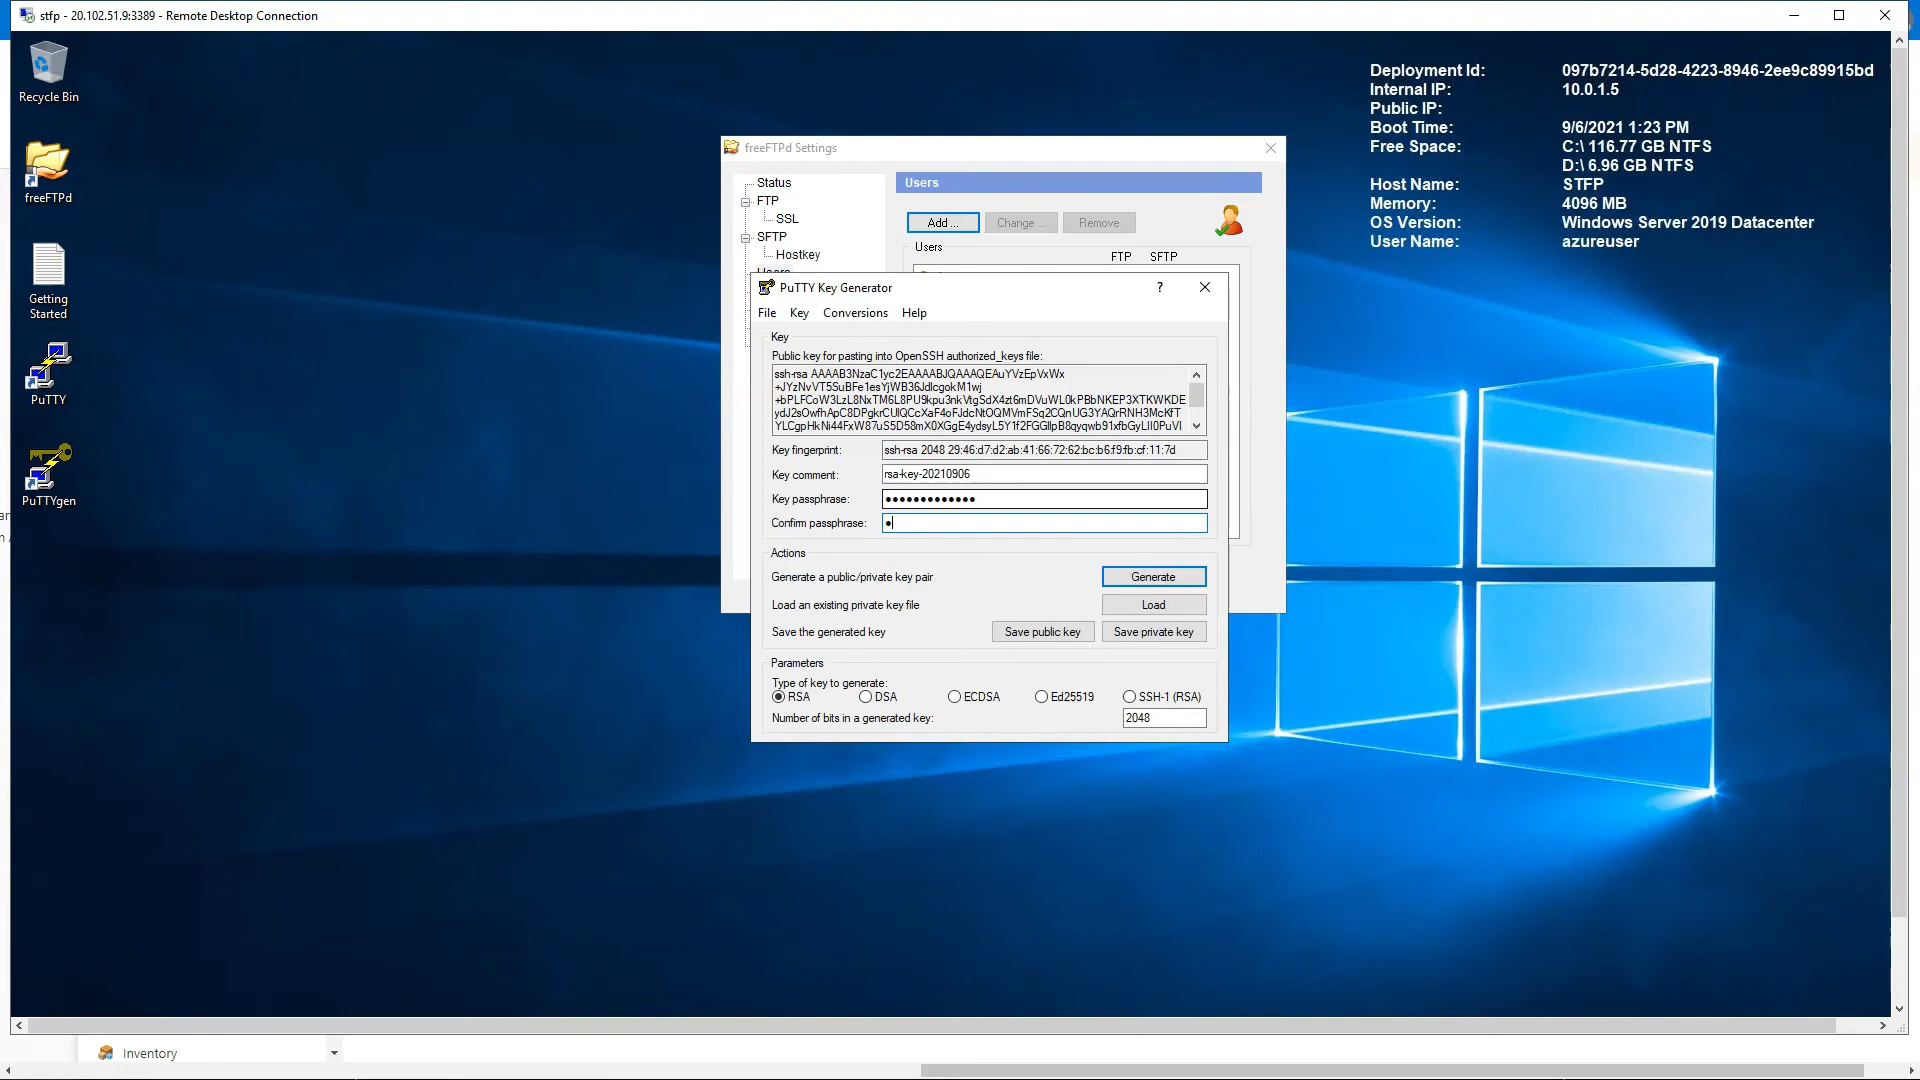 stfp - 20.102.51.9:3389 - Remote Desktop Connection
Recycle Bin
freeFTPd
Getting
Started
PuTTY
PuTTYgen
Deployment Id: 097b7214-5d28-4223-8946-2ee9c89915bd
Internal IP: 10.0.1.5
Public IP:
Boot Time: 9/6/2021 1:23 PM
Free Space: C:\ 116.77 GB NTFS
D:\ 6.96 GB NTFS
Host Name: STFP
Memory: 4096 MB
OS Version: Windows Server 2019 Datacenter
User Name: azureuser
freeFTPd Settings
Status
FTP
SSL
SFTP
Hostkey
Users
Users
Add ... Change ... Remove
Users
FTP SFTP
PuTTY Key Generator ?
File Key Conversions Help
Key
Public key for pasting into OpenSSH authorized_keys file:
ssh-rsa
Key fingerprint: ssh-rsa 2048 29:46:d7:d2:ab:41:66:72:62:bc:b6:f9:fb:cf:11:7d
Key comment: rsa-key-20210906
Key passphrase: •••••••••••••
Confirm passphrase: •
Actions
Generate a public/private key pair Generate
Load an existing private key file Load
Save the generated key Save public key Save private key
Parameters
Type of key to generate:
RSA DSA ECDSA Ed25519 SSH-1 (RSA)
Number of bits in a generated key: 2048
Inventory